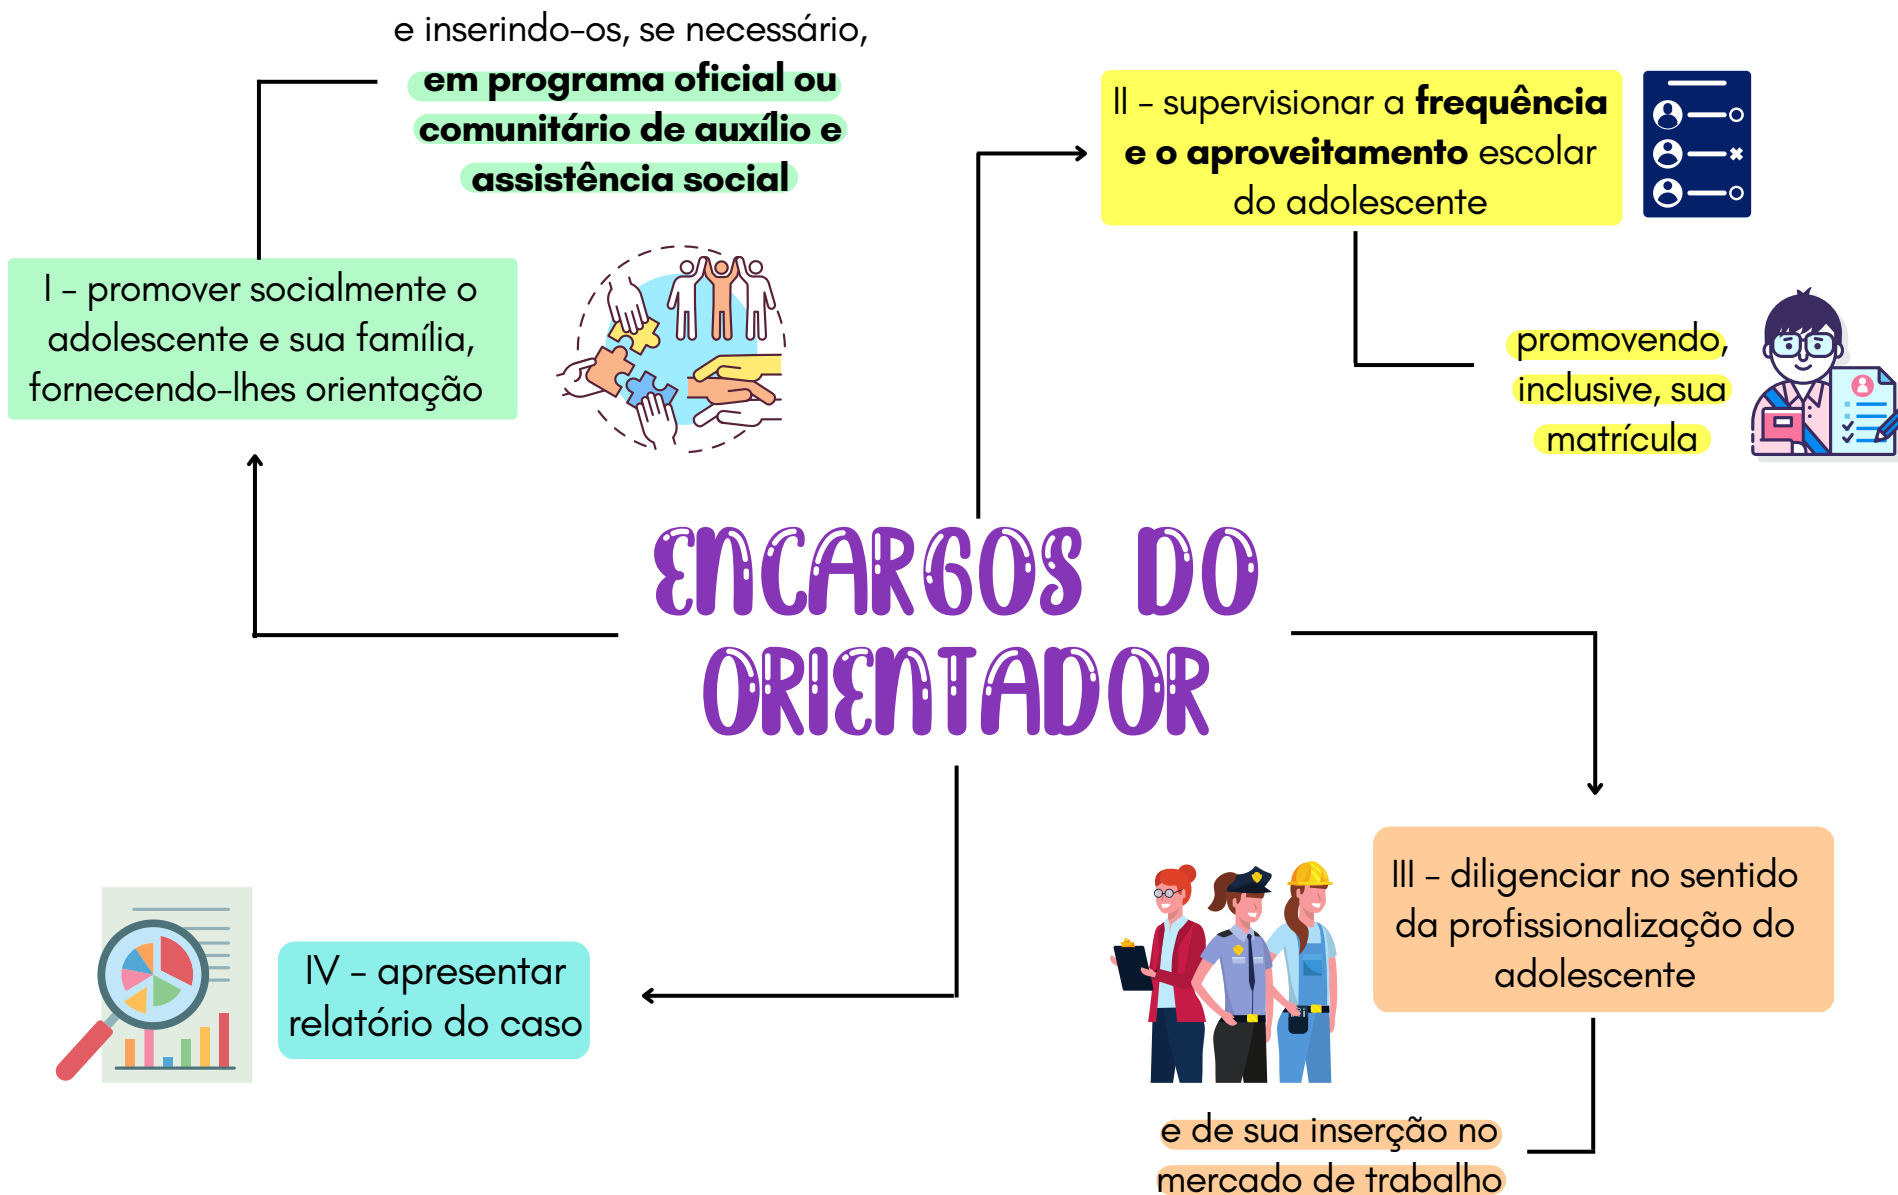 e inserindo-os, se necessário,
em programa oficial ou
comunitário de auxílio e
assistência social
I - promover socialmente o
adolescente e sua família,
fornecendo-lhes orientação
II - supervisionar a frequência
e o aproveitamento escolar
do adolescente
promovendo,
inclusive, sua
matrícula
ENCARGOS DO
ORIENTADOR
III - diligenciar no sentido
da profissionalização do
adolescente
e de sua inserção no
mercado de trabalho
IV - apresentar
relatório do caso